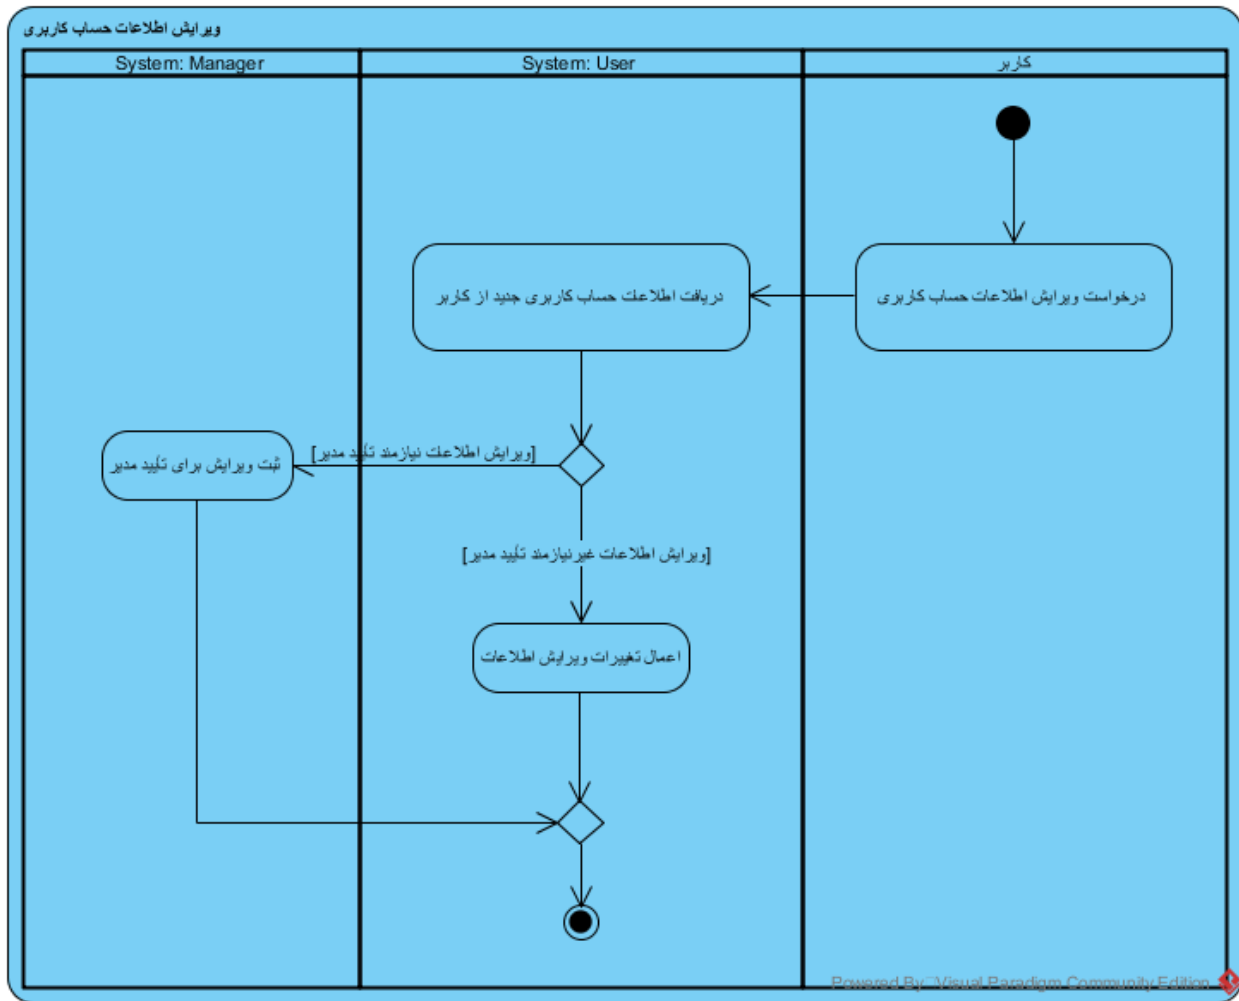 ویرایش اطلاعات حساب کاربری
System: Manager
System: User
کاربر
درخواست ویرایش اطلاعات حساب کاربری
دریافت اطلاعات حساب کاربری جدید از کاربر
[ویرایش اطلاعات نیازمند تأیید مدیر]
ثبت ویرایش برای تأیید مدیر
[ویرایش اطلاعات غیرنیازمند تأیید مدیر]
اعمال تغییرات ویرایش اطلاعات
Powered By Visual Paradigm Community Edition